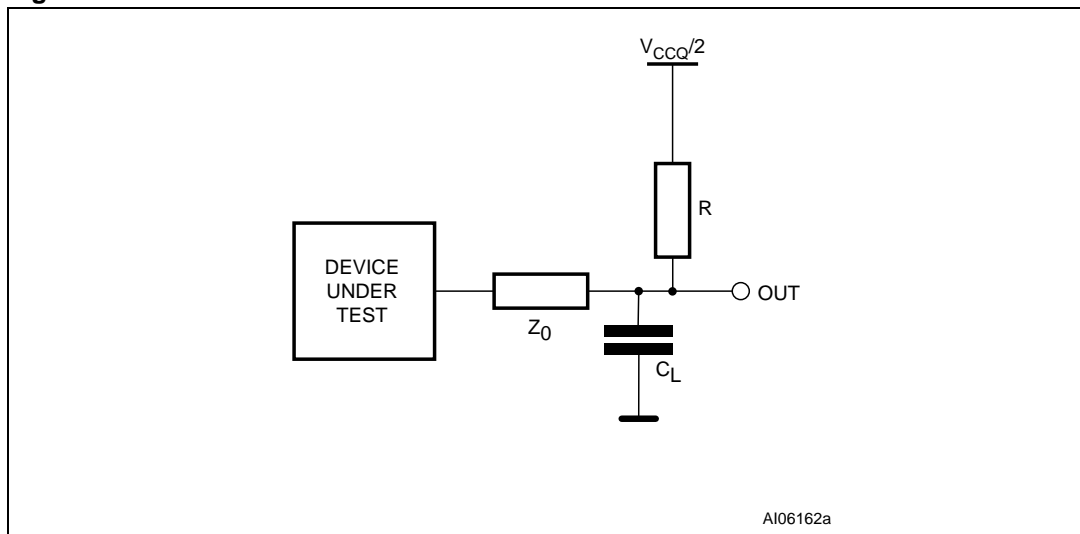 V_CCQ/2
R
DEVICE
UNDER
TEST
OUT
Z_0
C_L
AI06162a